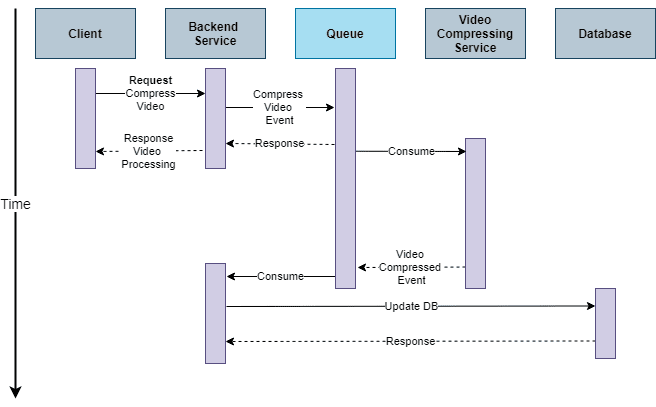 Client
Backend
Service
Queue
Video
Compressing
Service
Database
Request
Compress
Video
Compress
Video
Event
Response
Video
Processing
Response
Consume
Time
Video
Compressed
Event
Consume
Update DB
Response